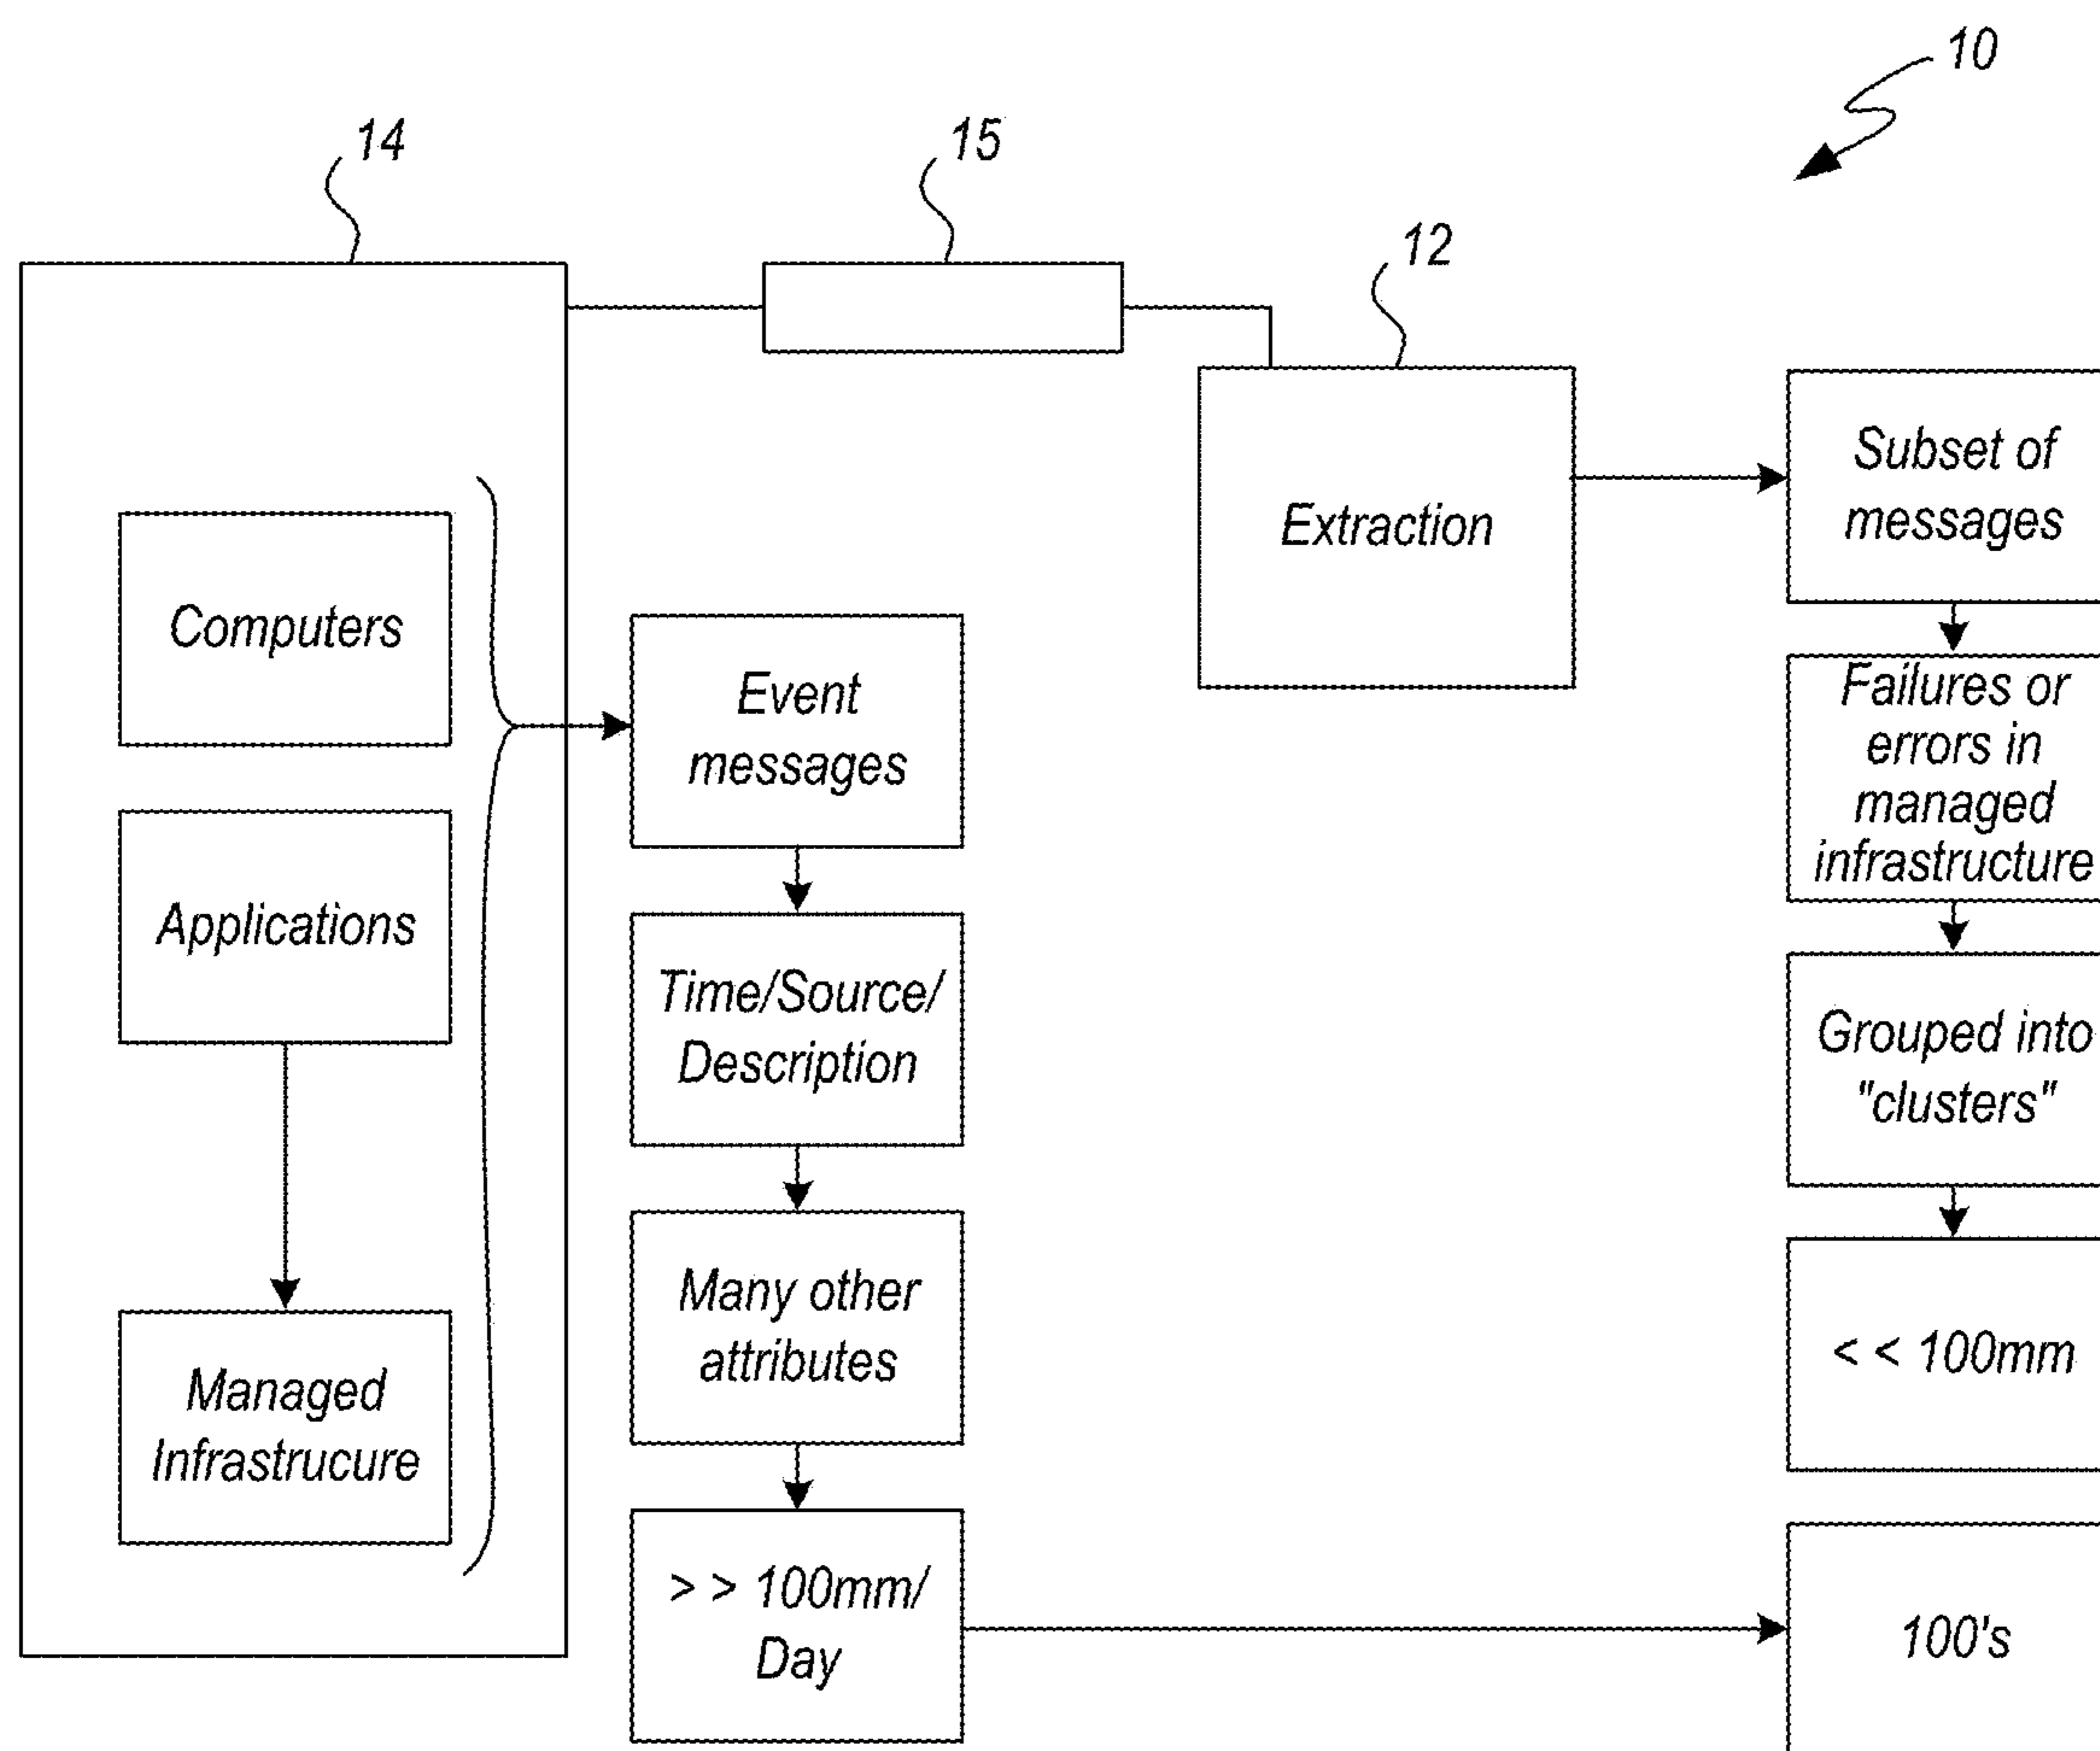 10
14
15
12
Computers
Applications
Managed
Infrastrucure
Event
messages
Time/Source/
Description
Many other
attributes
> > 100mm/
Day
Extraction
Subset of
messages
Failures or
errors in
managed
infrastructure
Grouped into
"clusters"
< < 100mm
100's